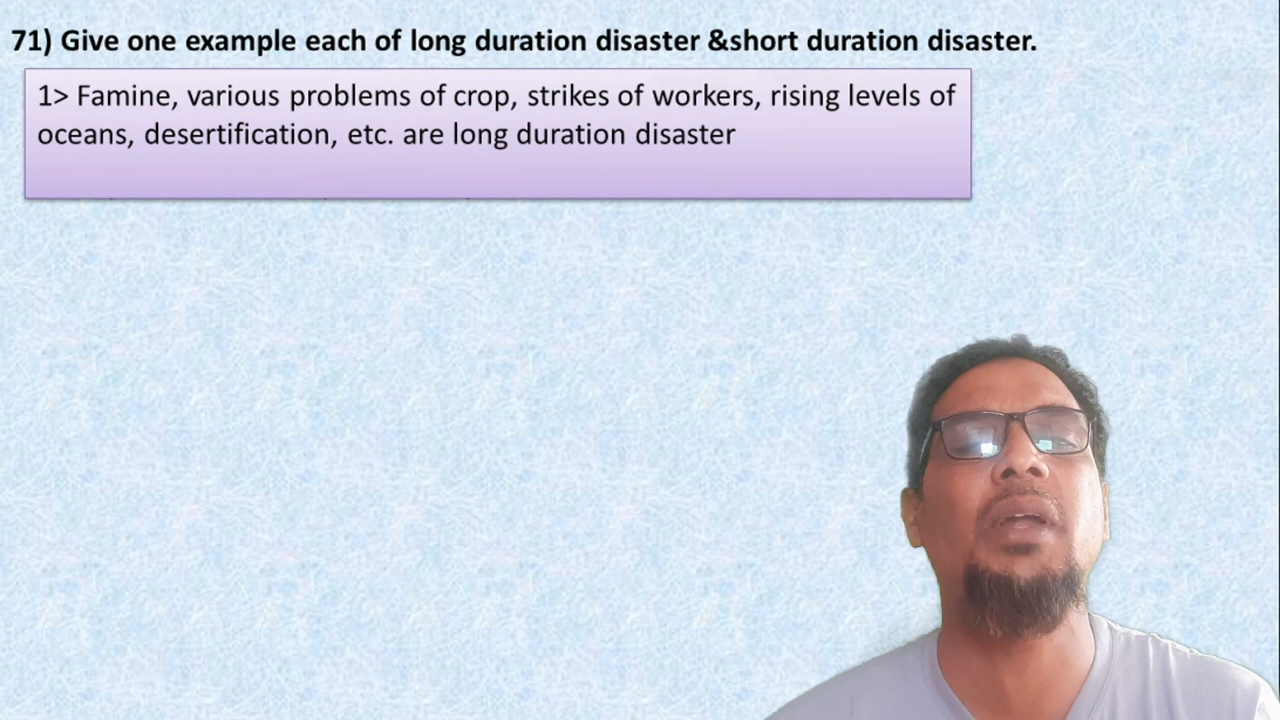 71) Give one example each of long duration disaster &short duration disaster.
1> Famine, various problems of crop, strikes of workers, rising levels of
oceans, desertification, etc. are long duration disaster